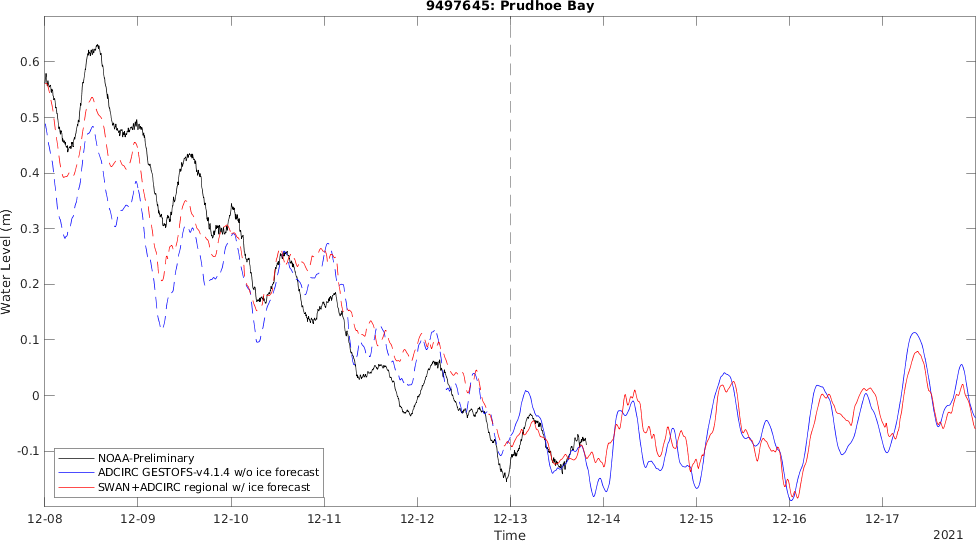 9497645: Prudhoe Bay
0.6
0.5
0.4
0.3
0.2
0.1
0
-0.1
Water Level (m)
NOAA-Preliminary
ADCIRC GESTOFS-v4.1.4 w/o ice forecast
SWAN+ADCIRC regional w/ ice forecast
12-08 12-09 12-10 12-11 12-12 12-13 12-14 12-15 12-16 12-17
Time
2021